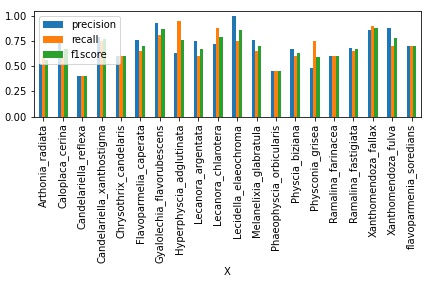 precision
recall
f1score
1.00
0.75
0.50
0.25
0.00
Arthonia_radiata
Caloplaca_cerina
Candelariella_reflexa
Candelariella_xanthostigma
Chrysothrix_candelaris
Flavoparmelia_caperata
Gyalolechia_flavorubescens
Hyperphyscia_adglutinata
Lecanora_argentata
Lecanora_chlarotera
Lecidella_elaeochroma
Melanelixia_glabratula
Phaeophyscia_orbicularis
Physcia_biziana
Physconia_grisea
Ramalina_farinacea
Ramalina_fastigiata
Xanthomendoza_fallax
Xanthomendoza_fulva
flavoparmenia_soredians
X